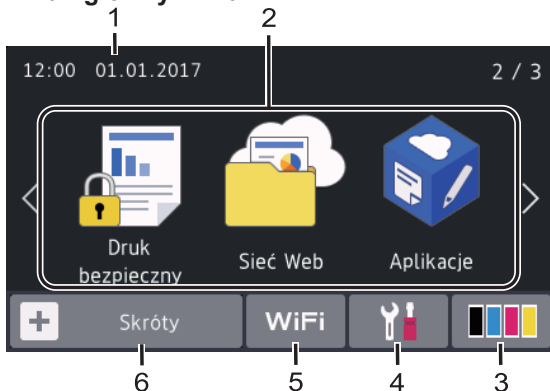 1
2
12:00 01.01.2017
2 / 3
Druk
bezpieczny
Sieć Web
Aplikacje
Skróty
WiFi
6
5
4
3